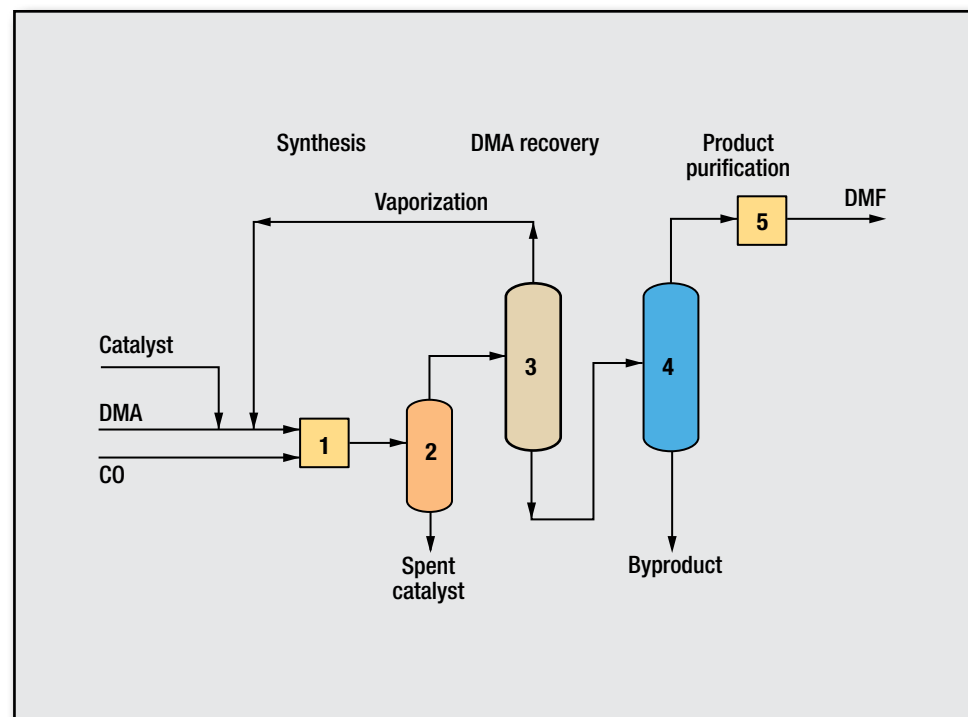 Synthesis
DMA recovery
Product
purification
Vaporization
DMF
5
Catalyst
3
4
DMA
1
2
CO
Spent
catalyst
Byproduct